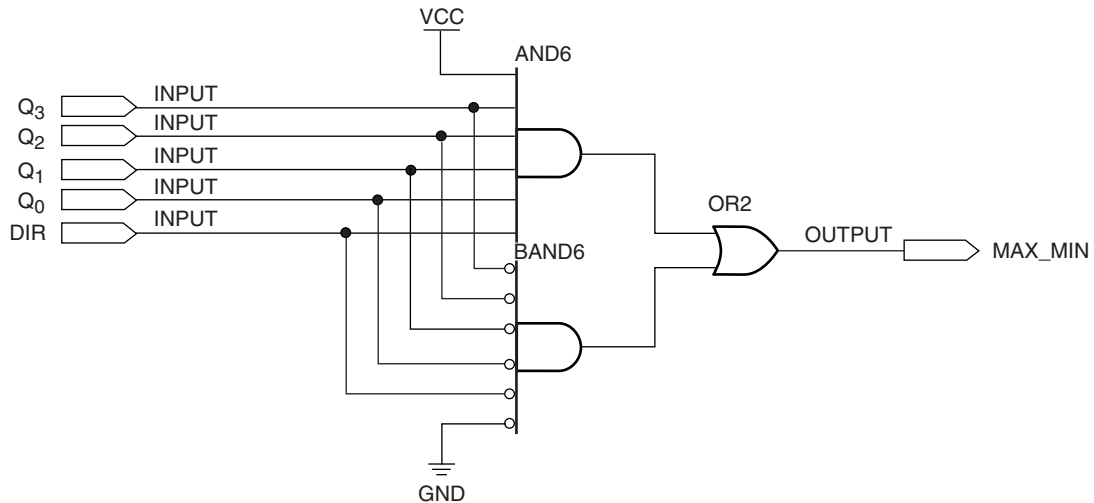 VCC
AND6
Q3 INPUT
Q2 INPUT
Q1 INPUT
Q0 INPUT
DIR INPUT
OR2
OUTPUT
MAX_MIN
BAND6
GND